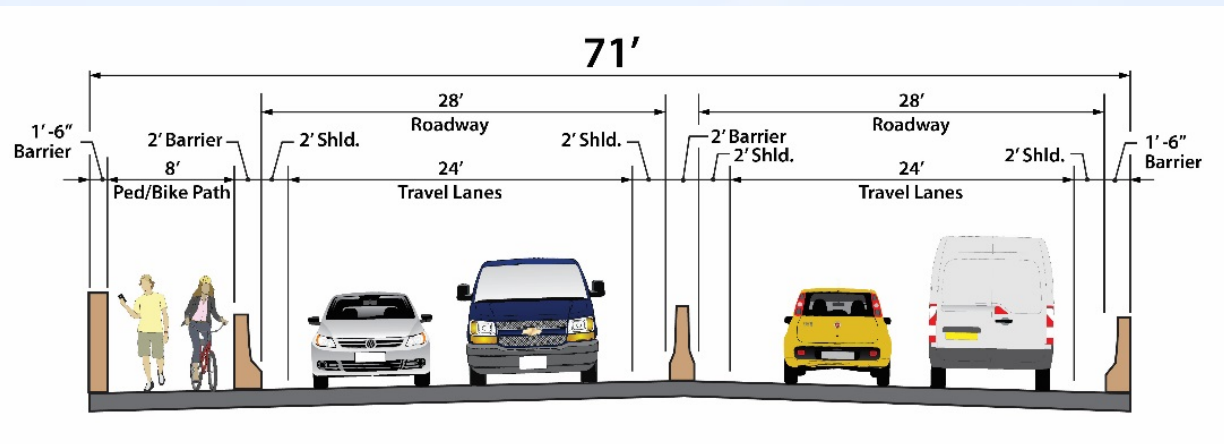 71’
28’
Roadway
28’
Roadway
1’-6”
Barrier
2’ Barrier
2’ Shld.
2’ Shld.
2’ Barrier
2’ Shld.
2’ Shld.
1’-6”
Barrier
8’
Ped/Bike Path
24’
Travel Lanes
24’
Travel Lanes